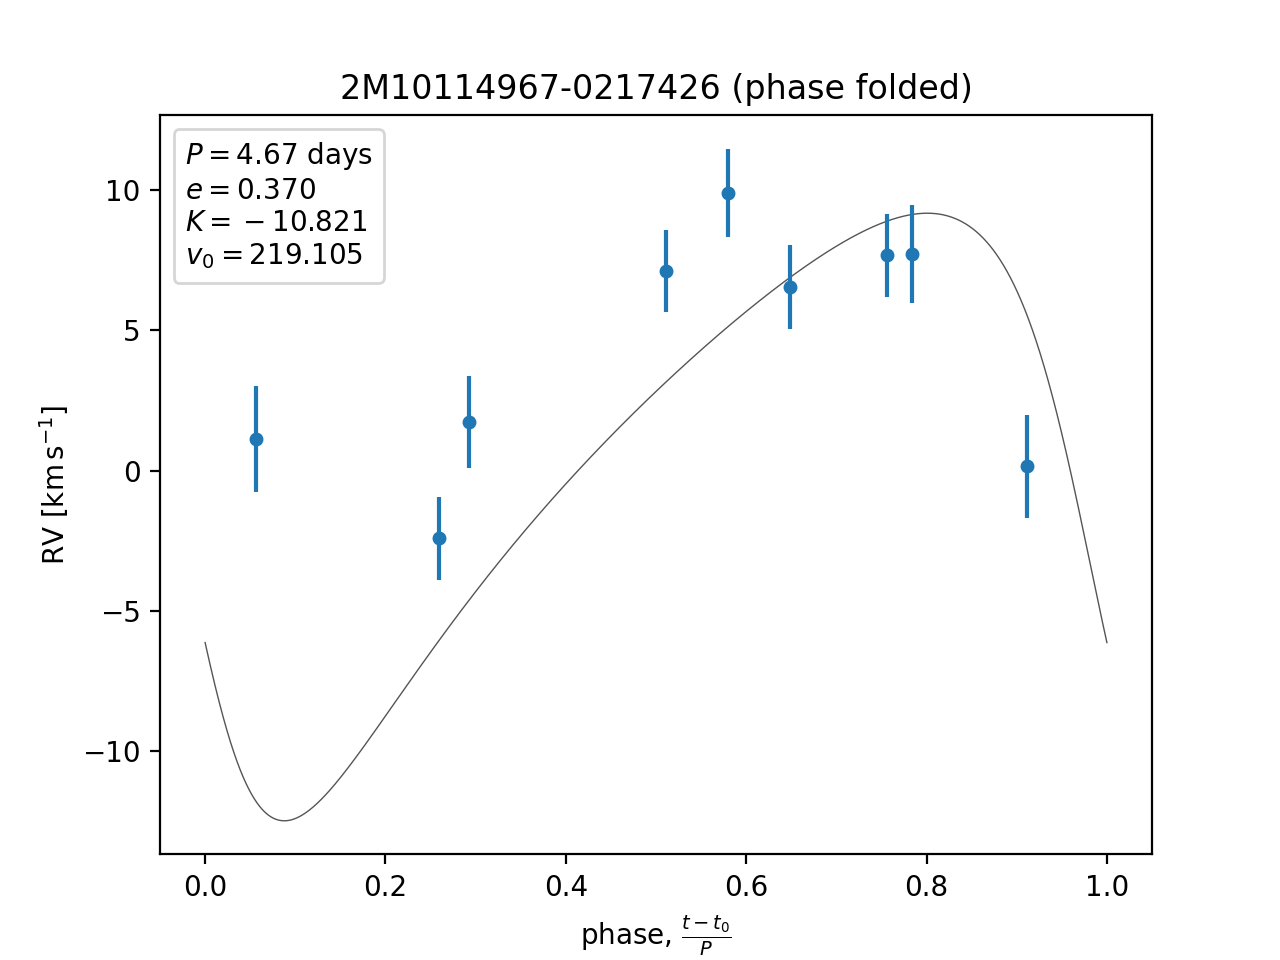 2M10114967-0217426 (phase folded)
P = 4.67 days
e = 0.370
K = − 10.821
v₀ = 219.105
RV [km s⁻¹]
10
5
0
−5
−10
0.0 0.2 0.4 0.6 0.8 1.0
phase, (t − t₀)/P